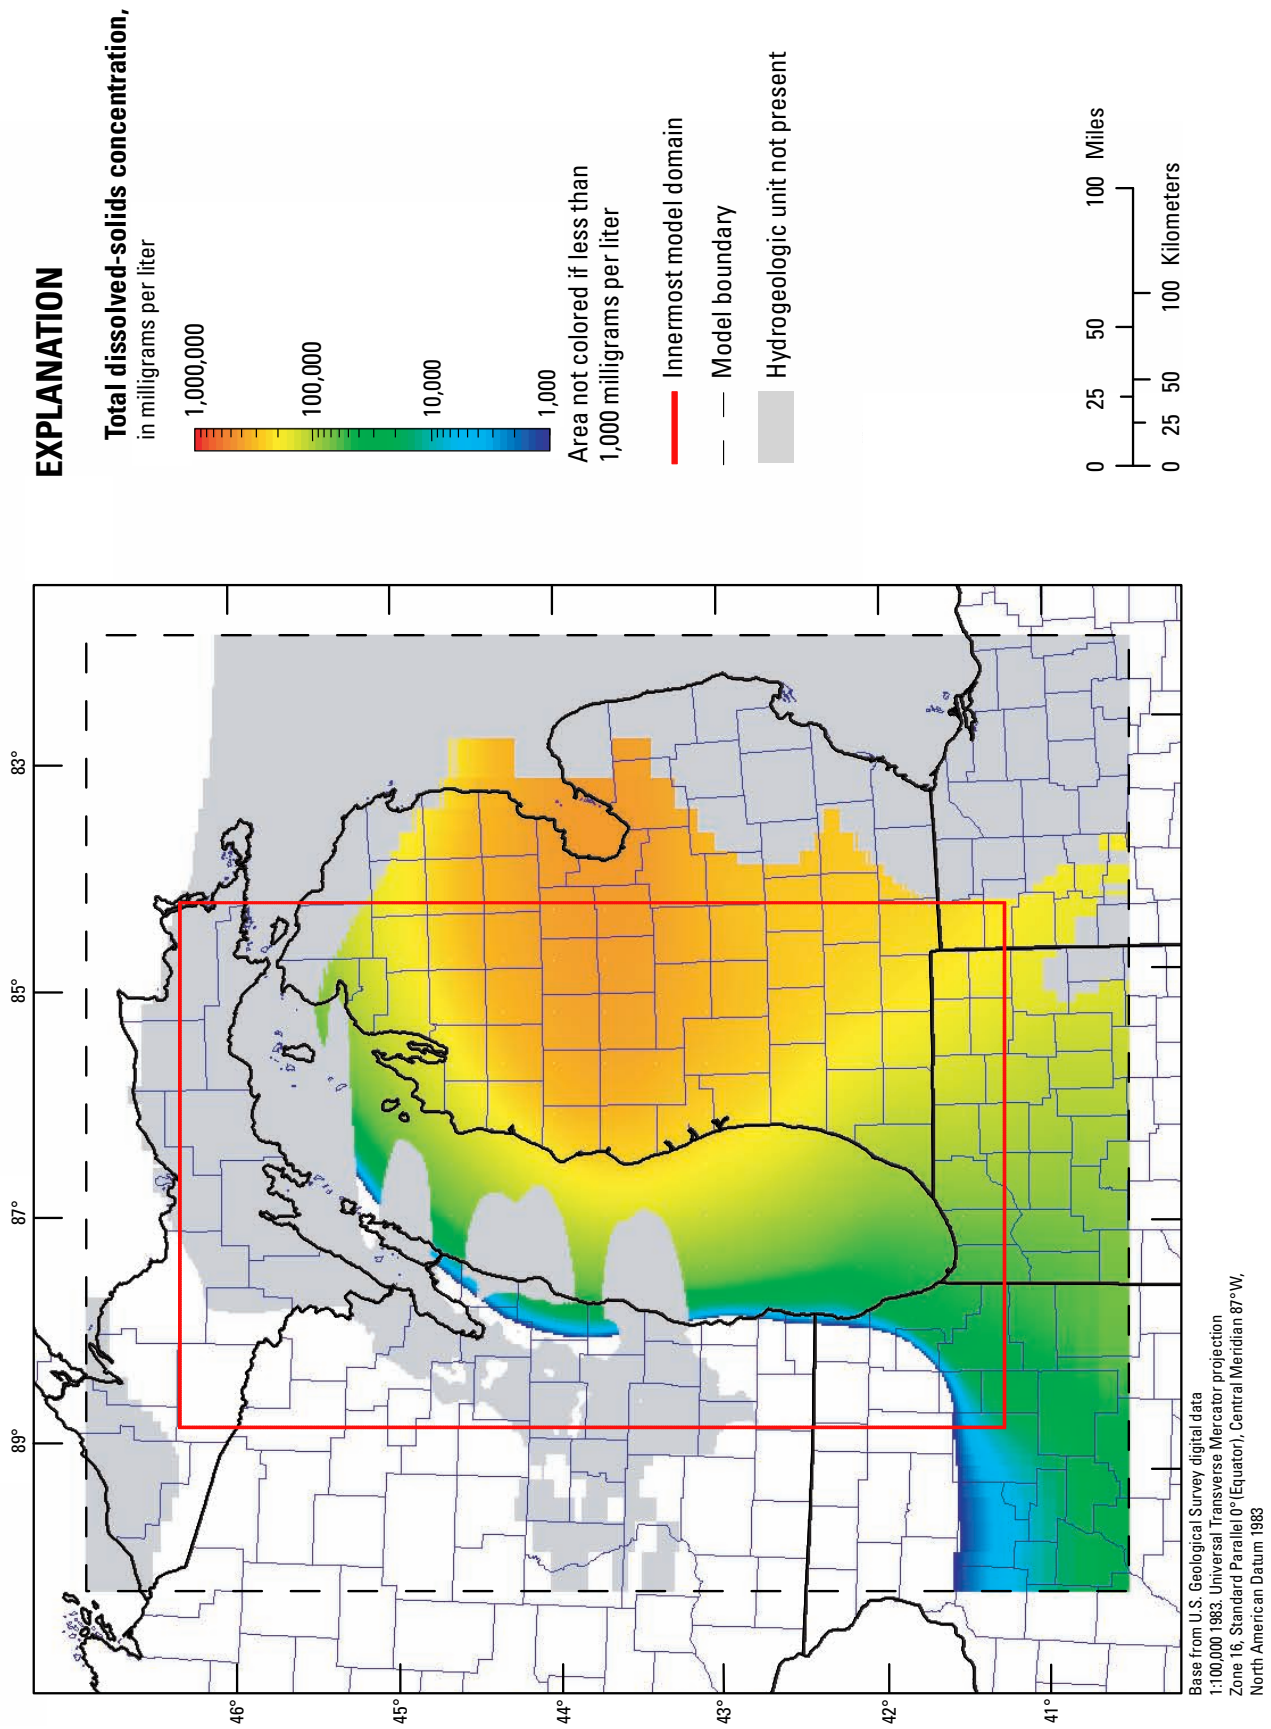 83°
85°
87°
89°
46°
45°
44°
43°
42°
41°
Base from U.S. Geological Survey digital data
1:100,000 1983. Universal Transverse Mercator projection
Zone 16, Standard Parallel 0° (Equator), Central Meridian 87° W,
North American Datum 1983
EXPLANATION
Total dissolved-solids concentration,
in milligrams per liter
1,000,000
100,000
10,000
1,000
Area not colored if less than
1,000 milligrams per liter
Innermost model domain
Model boundary
Hydrogeologic unit not present
0 25 50 100 Miles
0 25 50 100 Kilometers